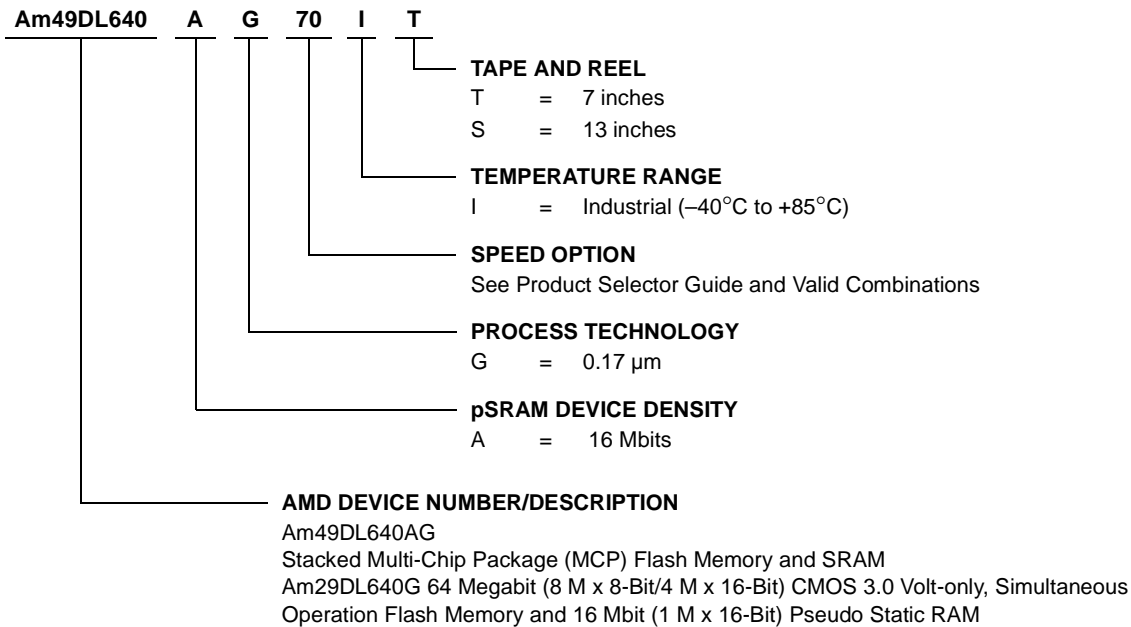 Am49DL640 A G 70 I T
TAPE AND REEL
T = 7 inches
S = 13 inches
TEMPERATURE RANGE
I = Industrial (–40°C to +85°C)
SPEED OPTION
See Product Selector Guide and Valid Combinations
PROCESS TECHNOLOGY
G = 0.17 µm
pSRAM DEVICE DENSITY
A = 16 Mbits
AMD DEVICE NUMBER/DESCRIPTION
Am49DL640AG
Stacked Multi-Chip Package (MCP) Flash Memory and SRAM
Am29DL640G 64 Megabit (8 M x 8-Bit/4 M x 16-Bit) CMOS 3.0 Volt-only, Simultaneous
Operation Flash Memory and 16 Mbit (1 M x 16-Bit) Pseudo Static RAM